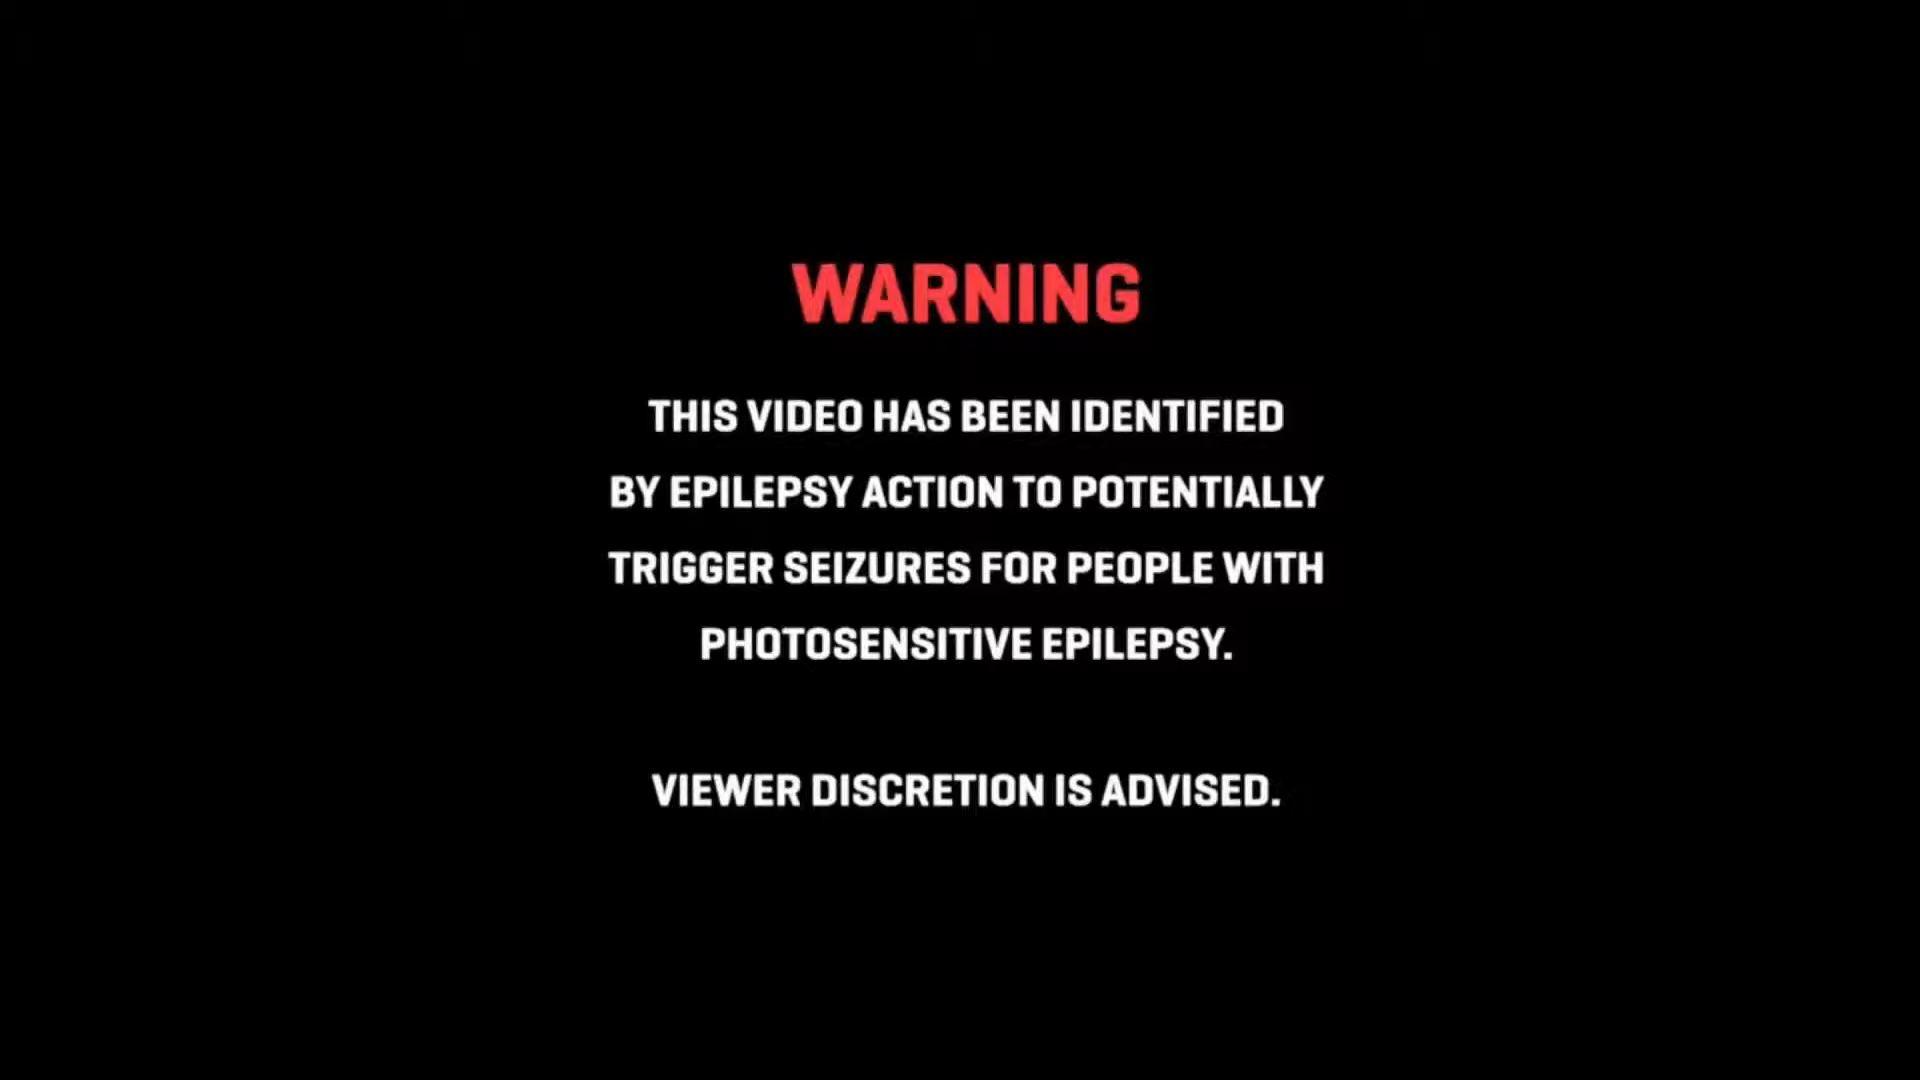 WARNING
THIS VIDEO HAS BEEN IDENTIFIED
BY EPILEPSY ACTION TO POTENTIALLY
TRIGGER SEIZURES FOR PEOPLE WITH
PHOTOSENSITIVE EPILEPSY.
VIEWER DISCRETION IS ADVISED.